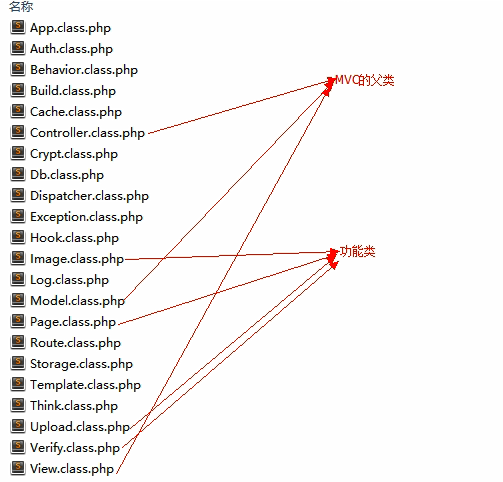 名称
App.class.php
Auth.class.php
Behavior.class.php
Build.class.php
MVC的父类
Cache.class.php
Controller.class.php
Crypt.class.php
Db.class.php
Dispatcher.class.php
Exception.class.php
Hook.class.php
功能类
Image.class.php
Log.class.php
Model.class.php
Page.class.php
Route.class.php
Storage.class.php
Template.class.php
Think.class.php
Upload.class.php
Verify.class.php
View.class.php